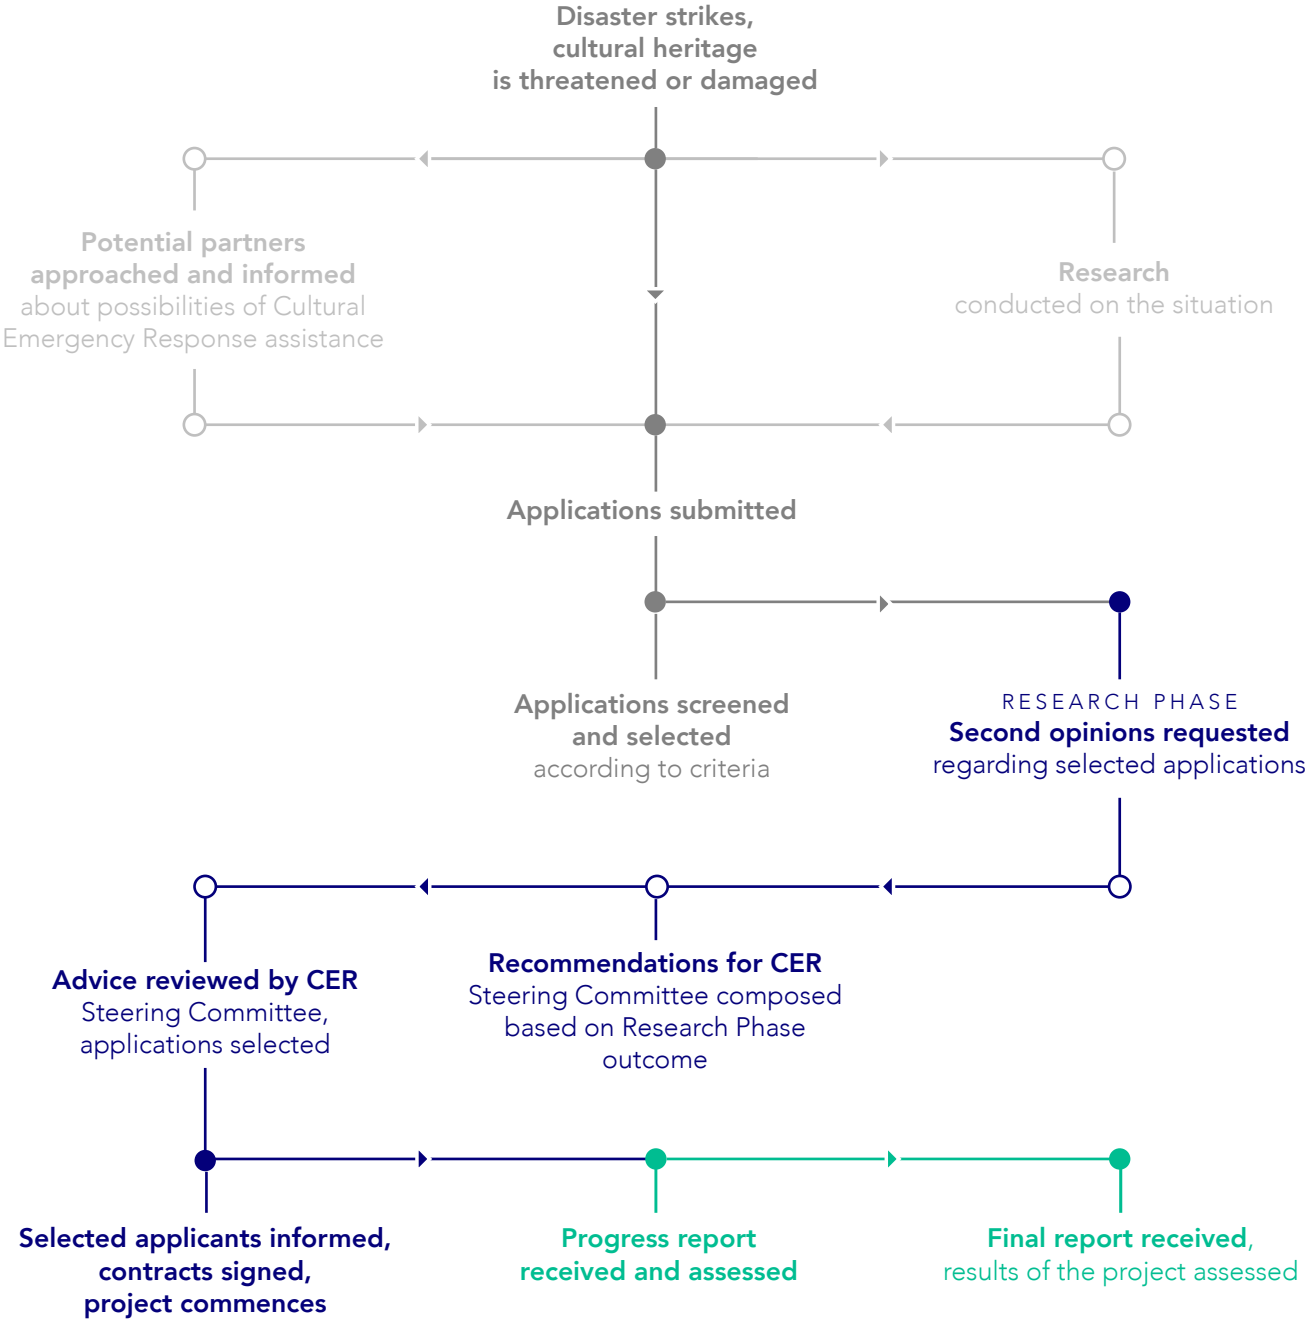 Disaster strikes,
cultural heritage
is threatened or damaged
Potential partners
approached and informed
about possibilities of Cultural
Emergency Response assistance
Research
conducted on the situation
Applications submitted
Applications screened
and selected
according to criteria
RESEARCH PHASE
Second opinions requested
regarding selected applications
Advice reviewed by CER
Steering Committee,
applications selected
Recommendations for CER
Steering Committee composed
based on Research Phase
outcome
Selected applicants informed,
contracts signed,
project commences
Progress report
received and assessed
Final report received,
results of the project assessed